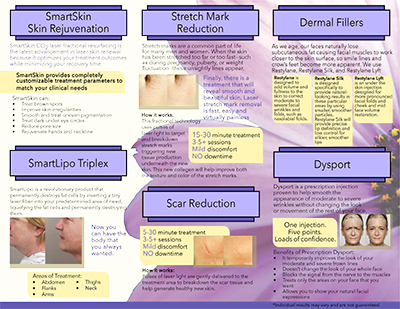 SmartSkin
Skin Rejuvenation
SmartSkin CO2 laser fractional resurfacing is
the latest advancement in laser skin renewal
because it optimizes your treatment outcomes
while minimizing your recovery time.
SmartSkin provides completely
customizable treatment parameters to
match your clinical needs
SmartSkin can:
• Treat brown spots
• Improve skin irregularities
• Smooth and treat uneven pigmentation
• Treat dark under eye circles
• Reduce pore size
• Rejuvenate hands and neckline
SmartLipo Triplex
SmartLipo is a revolutionary product that
permanently destroys fat cells by inserting a tiny
laser fiber into your predetermined area of need,
liquifying the fat cells and permanently destroying
them.
Now you
can have the
body that
you always
wanted.
Areas of Treatment:
• Abdomen
• Flanks
• Arms
• Thighs
• Neck
Stretch Mark
Reduction
Stretch marks are a common part of life
for many men and women. When the skin
has been stretched too far or too fast -such
as during pregnancy, puberty, or weight
fluctuation- these unsightly lines appear.
Finally, there is
a treatment that
will reveal smooth and
beautiful skin. Laser
stretch mark removal
is fast, easy and
virtually painless
How it works:
This fractional technology
uses pulses of
laser light to target
and break down
stretch marks
triggering new
tissue production
underneath the new
skin. This new collagen will help improve both
the texture and color of the stretch marks.
15-30 minute treatment
3-5+ sessions
Mild discomfort
NO downtime
Scar Reduction
5-30 minute treatment
3-5+ sessions
Mild discomfort
NO downtime
How it works:
Pulses of laser light are gently delivered to the
treatment area to breakdown the scar tissue and
help generate healthy new skin.
Dermal Fillers
As we age, our faces naturally lose
subcutaneous fat causing facial muscles to work
closer to the skin surface, so smile lines and
crow's feet become more apparent. We use
Restylane, Restylane Silk, and Restylane Lyft.
Restylane is
designed to
add volume and
fullness to the
skin to correct
moderate to
severe facial
wrinkles and
folds, such as
nasolabial folds.
Restylane Silk
is designed
specifically to
provide natural-
looking results in
these particular
areas by using
smaller, smoother
particles.
Restylane Silk
will provide precise
lip definition and
low control for
subtler, smoother
lips
Restylane Lyft
is an under the
skin injection
designed for
more pronounced
facial folds and
cheek and mid
face volume
correction.
Dysport
Dysport is a prescription injection
proven to help smooth the
appearance of moderate to severe
wrinkles without changing the look
or movement of the rest of your face.
One injection.
Five points.
Loads of confidence.
Benefits of Prescription Dysport:
• It temporarily improves the look of your
moderate and severe frown lines
• Doesn't change the look of your whole face
• Blocks the signal from the nerve to the muscles
• Treats only the areas on your face that you
want
• Allows you to show your natural facial
expressions
*Individual results may vary and are not guaranteed.